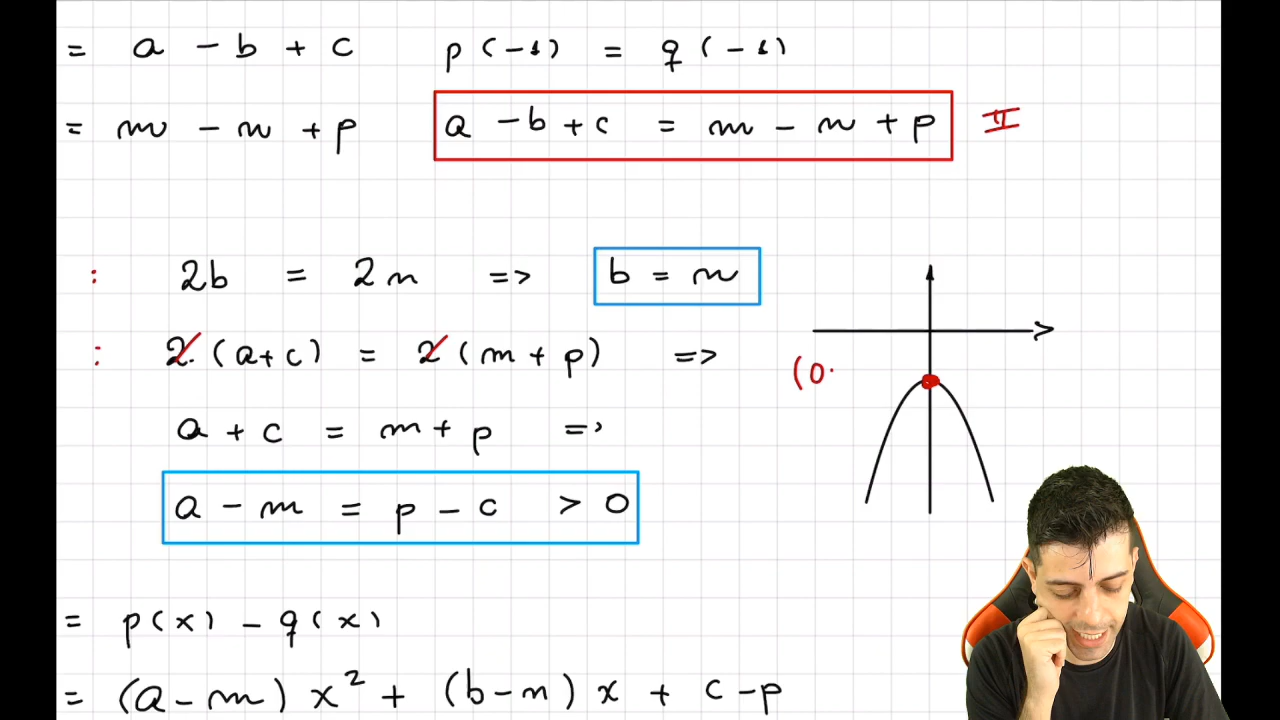 = a - b + c p(-1) = q(-1)
= m - n + p a - b + c = m - n + p II
: 2b = 2n => b = n
: 2·(a+c) = 2(m + p) =>
(0,
a + c = m + p =>
a - m = p - c > 0
= p(x) - q(x)
= (a - m) x² + (b - n) x + c - p